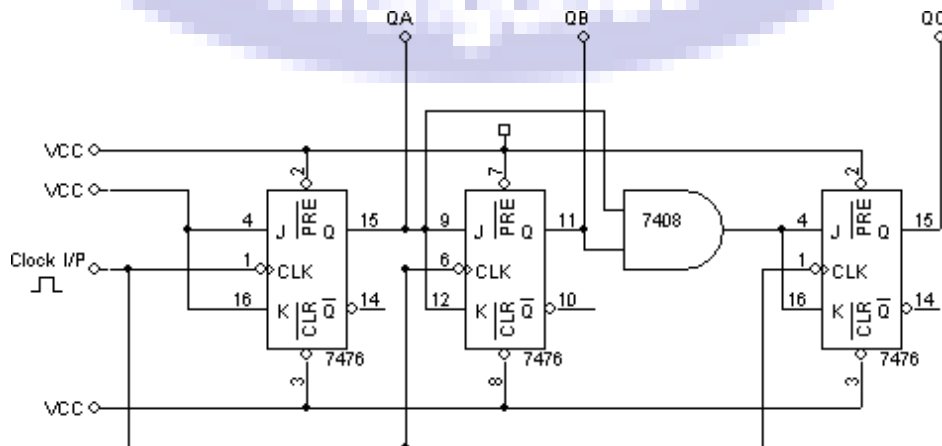 QA QB QC
VCC
2 7 2
VCC
4 J PRE Q 15 9 J PRE Q 11 7408 4 J PRE Q 15
Clock I/P 1 CLK 6 CLK 1 CLK
16 K CLR Q 14 12 K CLR Q 10 16 K CLR Q 14
7476 7476 7476
3 8 3
VCC